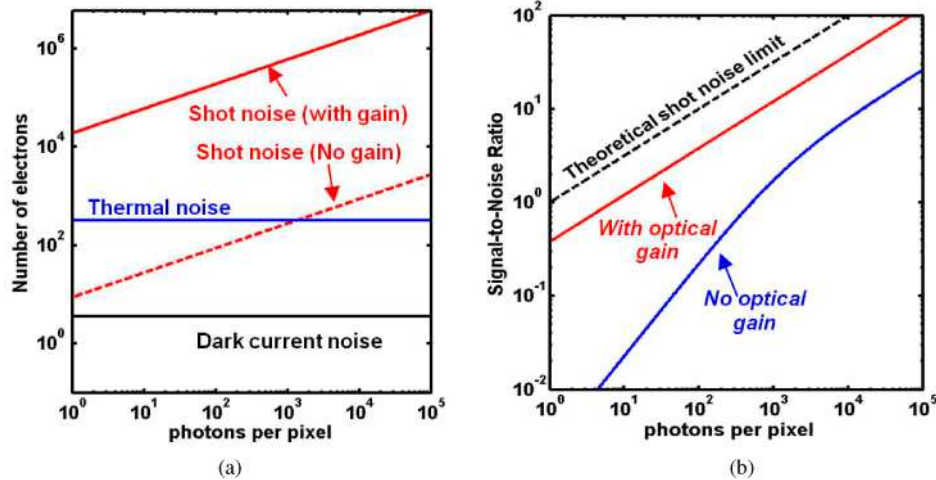 Number of electrons
10^6
10^4
10^2
10^0
Shot noise (with gain)
Shot noise (No gain)
Thermal noise
Dark current noise
10^0 10^1 10^2 10^3 10^4 10^5
photons per pixel
(a)
Signal-to-Noise Ratio
10^2
10^1
10^0
10^-1
10^-2
Theoretical shot noise limit
With optical
gain
No optical
gain
10^0 10^1 10^2 10^3 10^4 10^5
photons per pixel
(b)